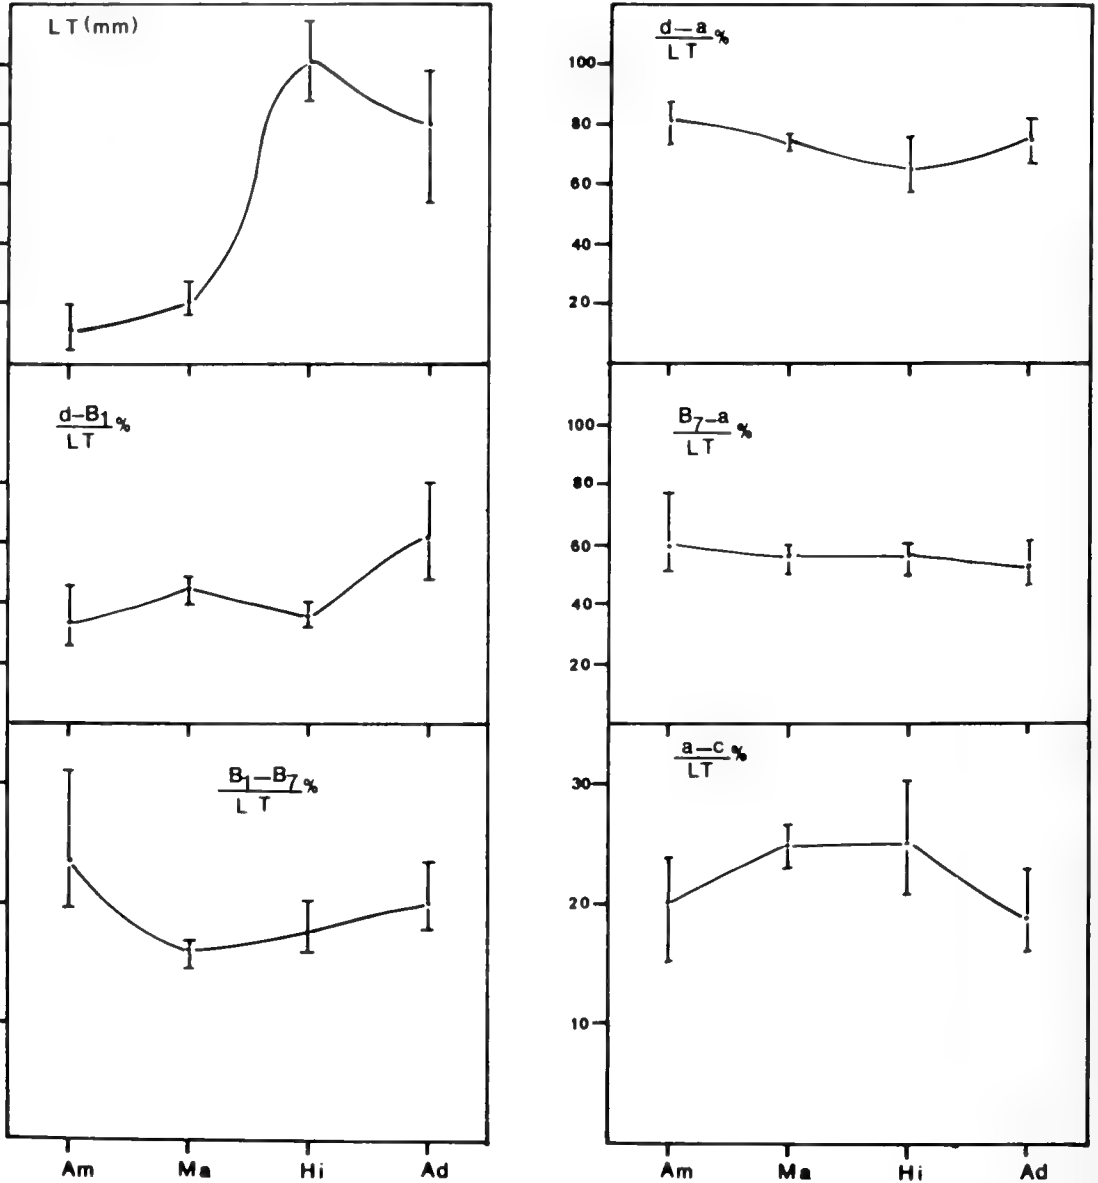 LT(mm)
d-B1 %
LT
B1-B7 %
LT
Am Ma Hi Ad
d-a %
LT
100
80
60
40
20
B7-a %
LT
100
80
60
40
20
a-c %
LT
30
20
10
Am Ma Hi Ad